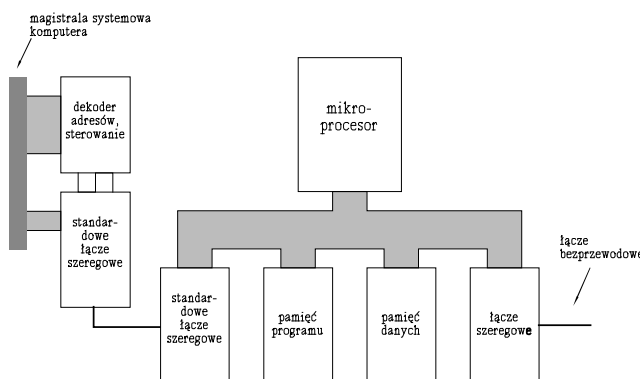 magistrala systemowa
komputera
dekoder
adresów,
sterowanie
mikro-
procesor
standar-
dowe
łącze
szeregowe
łącze
bezprzewodowe
standar-
dowe
łącze
szeregowe
pamięć
programu
pamięć
danych
łącze
szeregowe